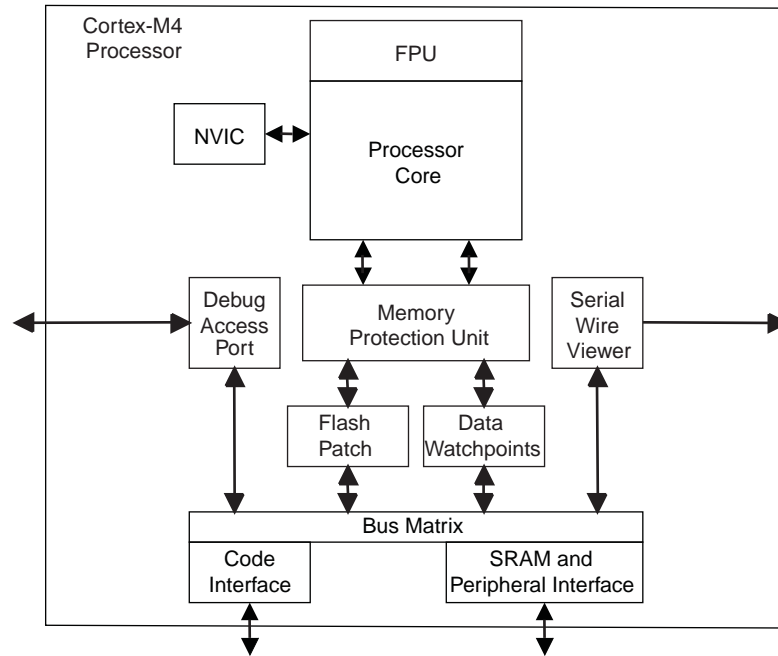 Cortex-M4
Processor
FPU
NVIC
Processor
Core
Debug
Access
Port
Memory
Protection Unit
Serial
Wire
Viewer
Flash
Patch
Data
Watchpoints
Bus Matrix
Code
Interface
SRAM and
Peripheral Interface